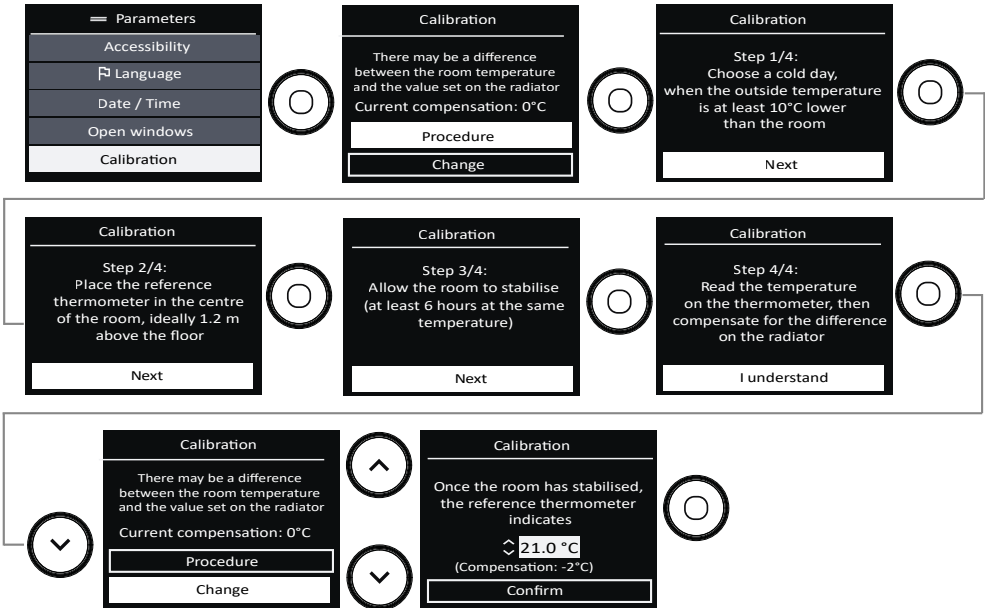 Parameters
Accessibility
Language
Date / Time
Open windows
Calibration
Calibration
There may be a difference
between the room temperature
and the value set on the radiator
Current compensation: 0°C
Procedure
Change
Calibration
Step 1/4:
Choose a cold day,
when the outside temperature
is at least 10°C lower
than the room
Next
Calibration
Step 2/4:
Place the reference
thermometer in the centre
of the room, ideally 1.2 m
above the floor
Next
Calibration
Step 3/4:
Allow the room to stabilise
(at least 6 hours at the same
temperature)
Next
Calibration
Step 4/4:
Read the temperature
on the thermometer, then
compensate for the difference
on the radiator
I understand
Calibration
There may be a difference
between the room temperature
and the value set on the radiator
Current compensation: 0°C
Procedure
Change
Calibration
Once the room has stabilised,
the reference thermometer
indicates
21.0 °C
(Compensation: -2°C)
Confirm